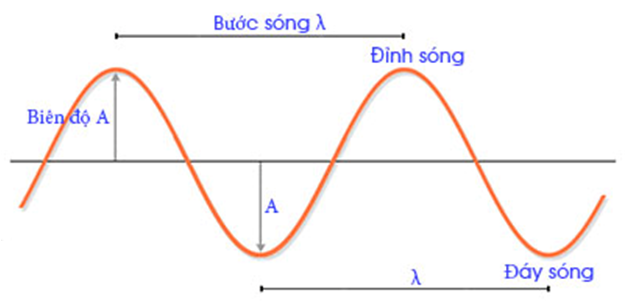 Bước sóng λ
Đỉnh sóng
Biên độ A
A
λ
Đáy sóng